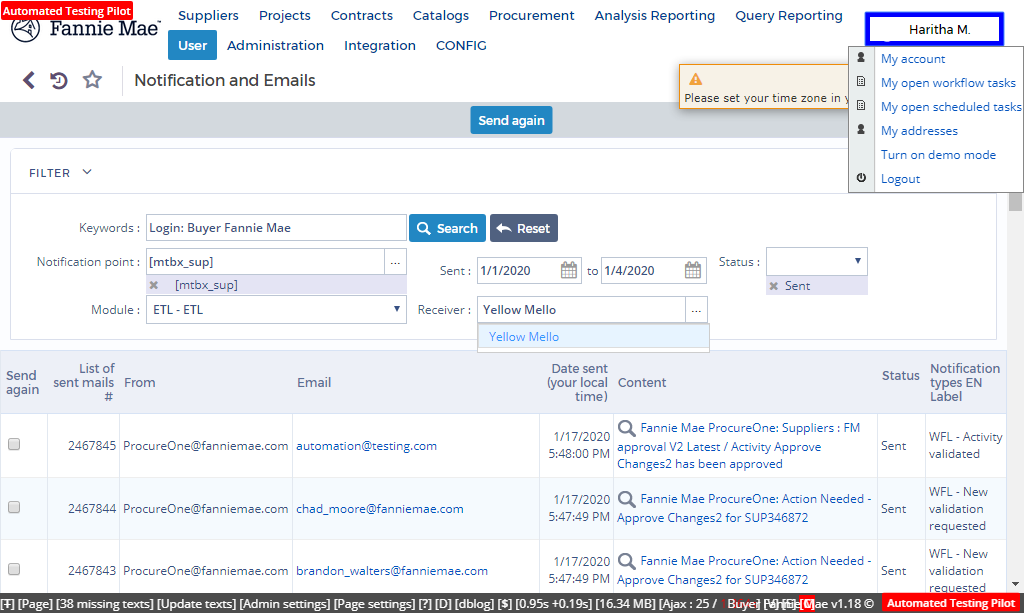 Automated Testing Pilot
Fannie Mae
Suppliers Projects Contracts Catalogs Procurement Analysis Reporting Query Reporting
User Administration Integration CONFIG
Haritha M.
My account
My open workflow tasks
My open scheduled tasks
My addresses
Turn on demo mode
Logout
Notification and Emails
Please set your time zone in y
Send again
FILTER
Keywords : Login: Buyer Fannie Mae Search Reset
Notification point : [mtbx_sup] ...
[mtbx_sup]
Sent : 1/1/2020 to 1/4/2020
Status :
Sent
Module : ETL - ETL
Receiver : Yellow Mello ...
Yellow Mello
Send again List of sent mails # From Email Date sent (your local time) Content Status Notification types EN Label
2467845 ProcureOne@fanniemae.com automation@testing.com 1/17/2020 5:48:00 PM Fannie Mae ProcureOne: Suppliers : FM approval V2 Latest / Activity Approve Changes2 has been approved Sent WFL - Activity validated
2467844 ProcureOne@fanniemae.com chad_moore@fanniemae.com 1/17/2020 5:47:49 PM Fannie Mae ProcureOne: Action Needed - Approve Changes2 for SUP346872 Sent WFL - New validation requested
2467843 ProcureOne@fanniemae.com brandon_walters@fanniemae.com 1/17/2020 5:47:49 PM Fannie Mae ProcureOne: Action Needed - Approve Changes2 for SUP346872 Sent WFL - New validation requested
[Ŧ] [Page] [38 missing texts] [Update texts] [Admin settings] [Page settings] [?] [D] [dblog] [$] [0.95s +0.19s] [16.34 MB] [Ajax : 25 / Buyer v1.18 © Automated Testing Pilot